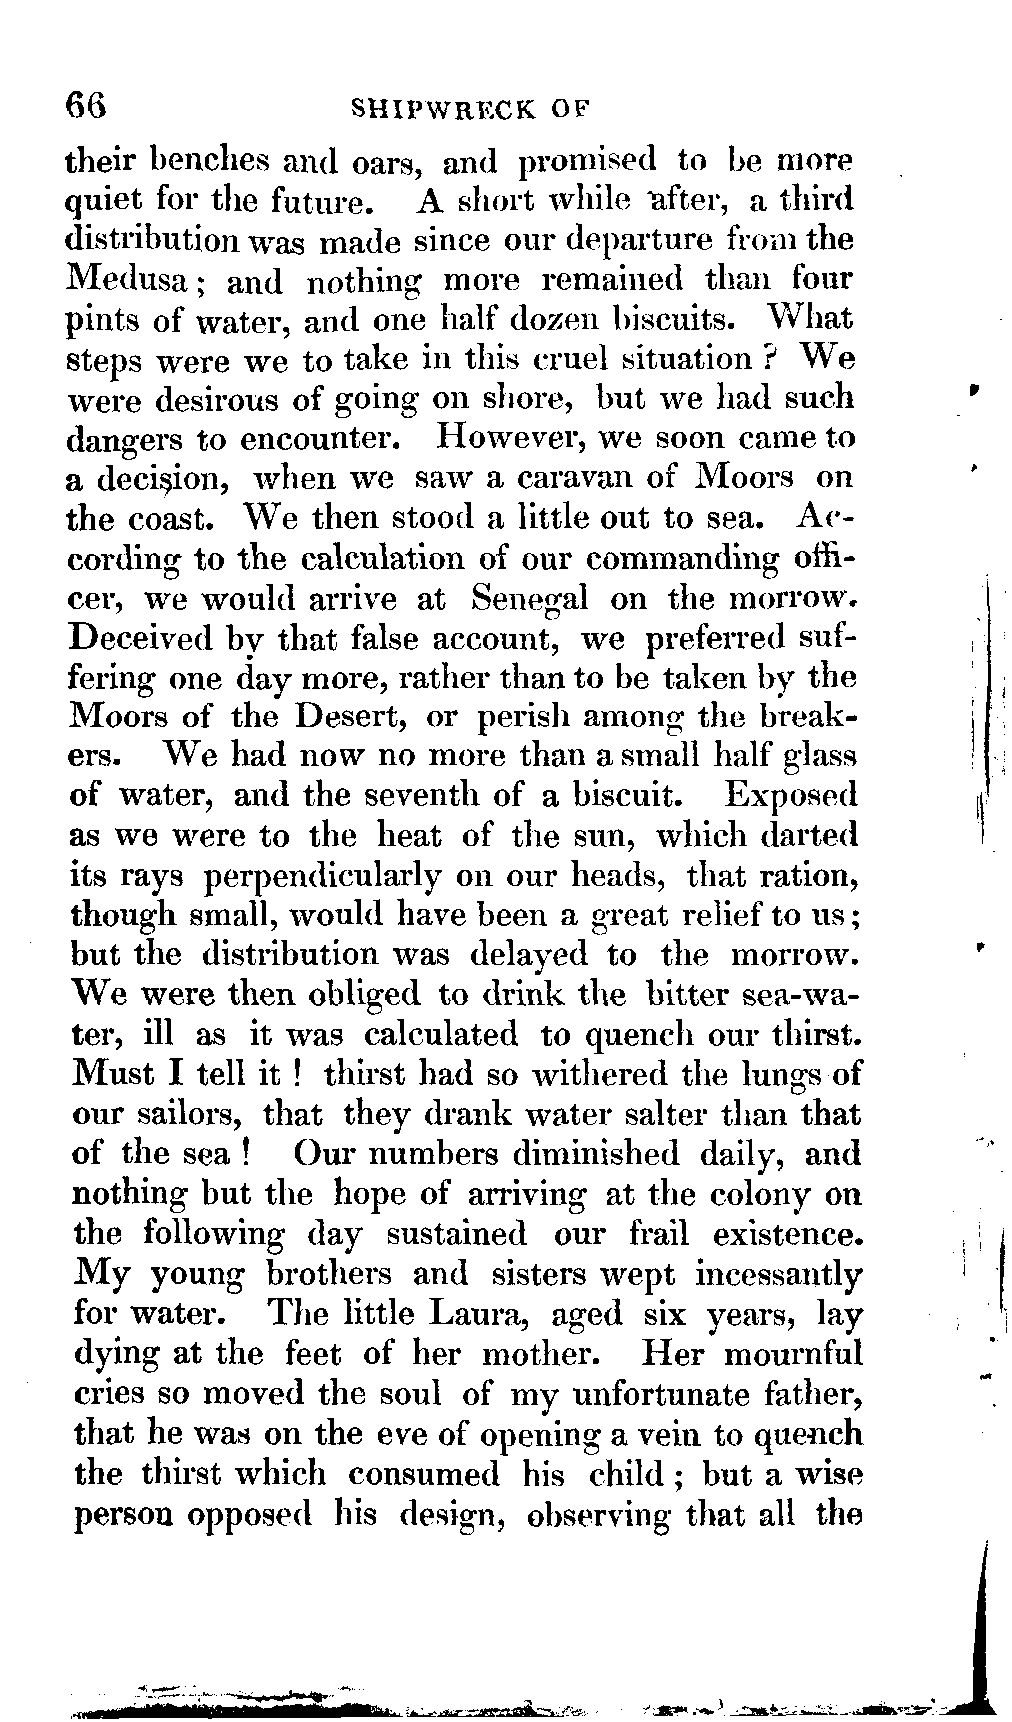 66 SHIPWRECK OF
their benches and oars, and promised to be more
quiet for the future. A short while after, a third
distribution was made since our departure from the
Medusa; and nothing more remained than four
pints of water, and one half dozen biscuits. What
steps were we to take in this cruel situation? We
were desirous of going on shore, but we had such
dangers to encounter. However, we soon came to
a decision, when we saw a caravan of Moors on
the coast. We then stood a little out to sea. Ac-
cording to the calculation of our commanding offi-
cer, we would arrive at Senegal on the morrow.
Deceived by that false account, we preferred suf-
fering one day more, rather than to be taken by the
Moors of the Desert, or perish among the break-
ers. We had now no more than a small half glass
of water, and the seventh of a biscuit. Exposed
as we were to the heat of the sun, which darted
its rays perpendicularly on our heads, that ration,
though small, would have been a great relief to us;
but the distribution was delayed to the morrow.
We were then obliged to drink the bitter sea-wa-
ter, ill as it was calculated to quench our thirst.
Must I tell it! thirst had so withered the lungs of
our sailors, that they drank water salter than that
of the sea! Our numbers diminished daily, and
nothing but the hope of arriving at the colony on
the following day sustained our frail existence.
My young brothers and sisters wept incessantly
for water. The little Laura, aged six years, lay
dying at the feet of her mother. Her mournful
cries so moved the soul of my unfortunate father,
that he was on the eve of opening a vein to quench
the thirst which consumed his child; but a wise
person opposed his design, observing that all the